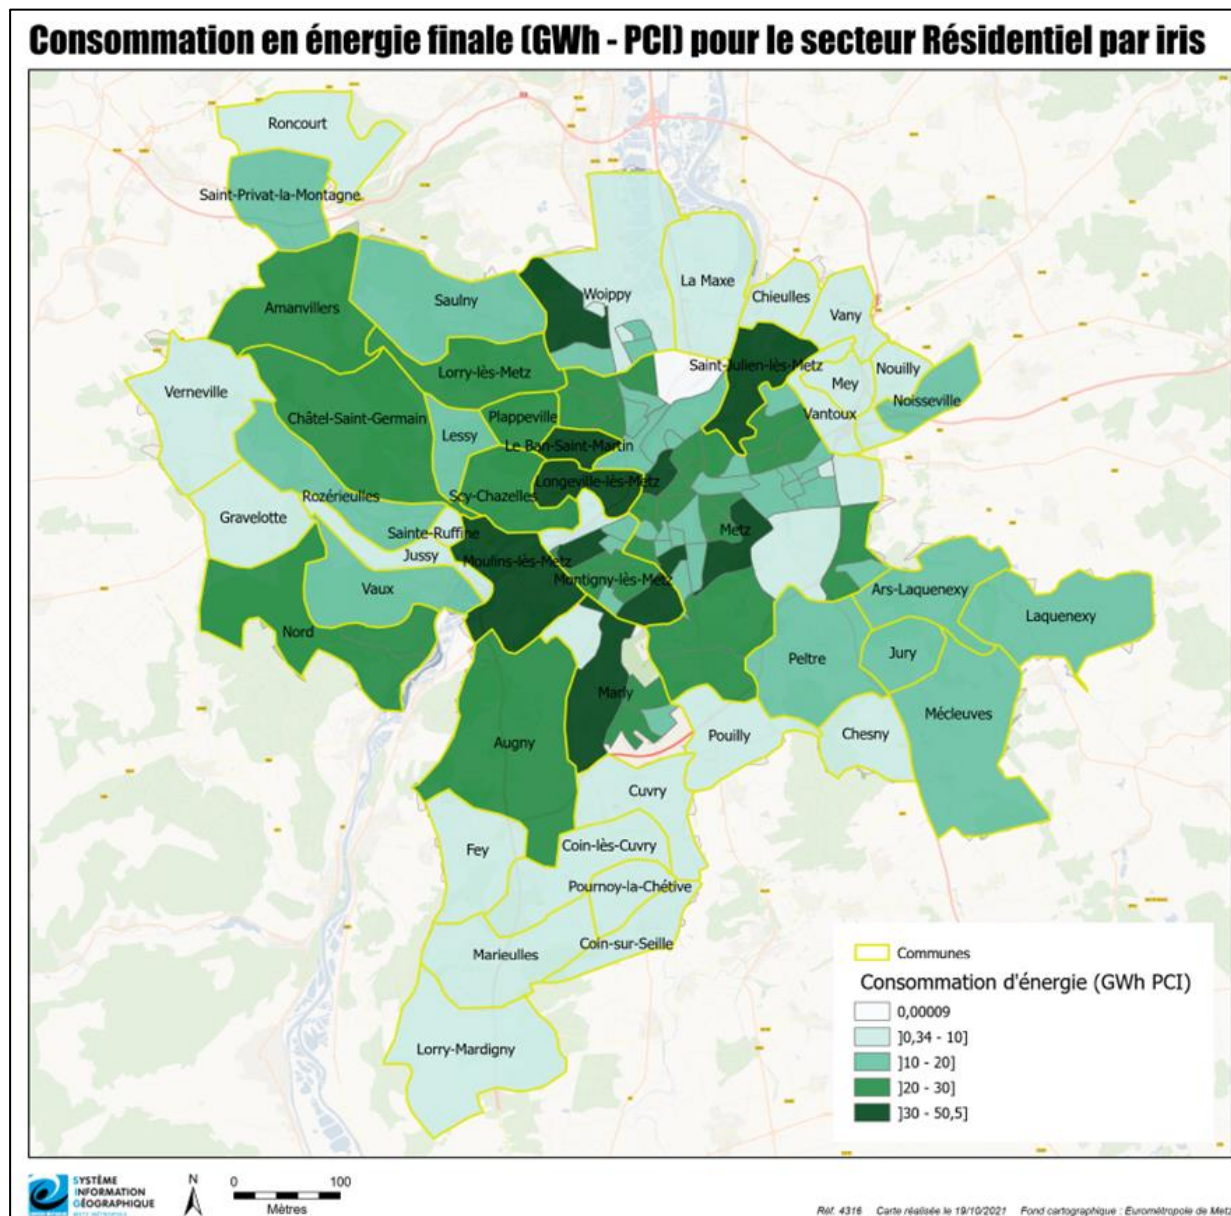 Consommation en énergie finale (GWh - PCI) pour le secteur Résidentiel par iris
Roncourt
Saint-Privat-la-Montagne
Amanvillers
Saulny
Woippy
La Maxe
Chieulles
Vany
Verneville
Lorry-lès-Metz
Saint-Julien-lès-Metz
Mey
Nouilly
Noisseville
Châtel-Saint-Germain
Plappeville
Vantoux
Lessy
Le Ban-Saint-Martin
Longeville-lès-Metz
Rozérieulles
Scy-Chazelles
Gravelotte
Sainte-Ruffine
Metz
Jussy
Moulins-lès-Metz
Montigny-lès-Metz
Vaux
Ars-Laquenexy
Laquenexy
Nord
Peltre
Jury
Marly
Mécleuves
Augny
Pouilly
Chesny
Cuvry
Fey
Coin-lès-Cuvry
Pournoy-la-Chétive
Marieulles
Coin-sur-Seille
Lorry-Mardigny
Communes
Consommation d'énergie (GWh PCI)
0,00009
]0,34 - 10]
]10 - 20]
]20 - 30]
]30 - 50,5]
SYSTÈME
INFORMATION
GÉOGRAPHIQUE
METZ MÉTROPOLE
N
0 100
Mètres
Réf. 4316 Carte réalisée le 19/10/2021 Fond cartographique : Eurométropole de Metz